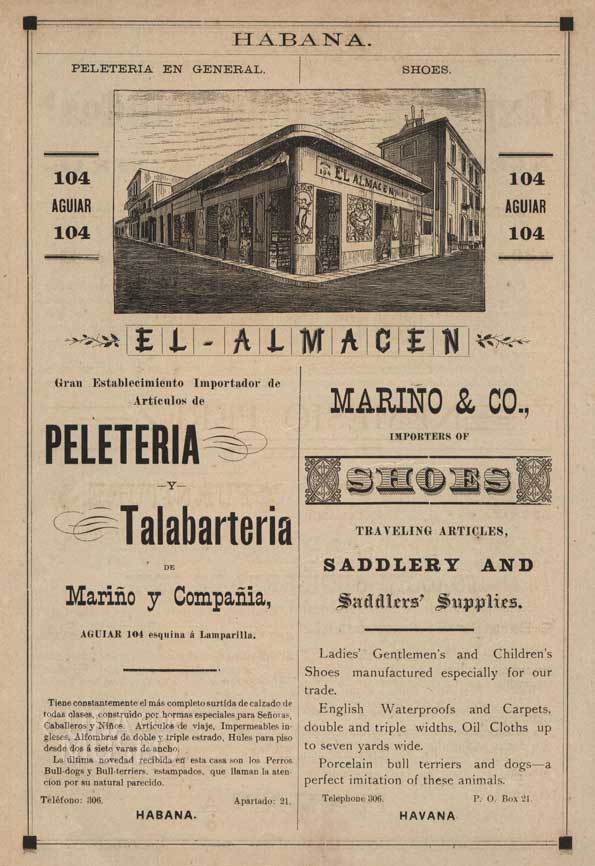 HABANA.
PELETERIA EN GENERAL.
SHOES.
104
AGUIAR
104
EL ALMACEN
104
AGUIAR
104
EL-ALMACEN
Gran Establecimiento Importador de
Artículos de
PELETERIA
-Y-
Talabarteria
DE
Mariño y Compañia,
AGUIAR 104 esquina á Lamparilla.
Tiene constantemente el más completo surtida de calzado de
todas clases, construido por hormas especiales para Señoras,
Caballeros y Niños. Artículos de viaje, Impermeables in-
gleses, Alfombras de doble y triple estrado, Hules para piso
desde dos á siete varas de ancho.
La última novedad recibida en esta casa son los Perros
Bull-dogs y Bull-terriers, estampados, que llaman la aten-
cion por su natural parecido.
Teléfono: 306. Apartado: 21.
HABANA.
MARIÑO & CO.,
IMPORTERS OF
SHOES
TRAVELING ARTICLES,
SADDLERY AND
Saddlers' Supplies.
Ladies' Gentlemen's and Children's
Shoes manufactured especially for our
trade.
English Waterproofs and Carpets,
double and triple widths, Oil Cloths up
to seven yards wide.
Porcelain bull terriers and dogs—a
perfect imitation of these animals.
Telephone 306. P. O. Box 21.
HAVANA